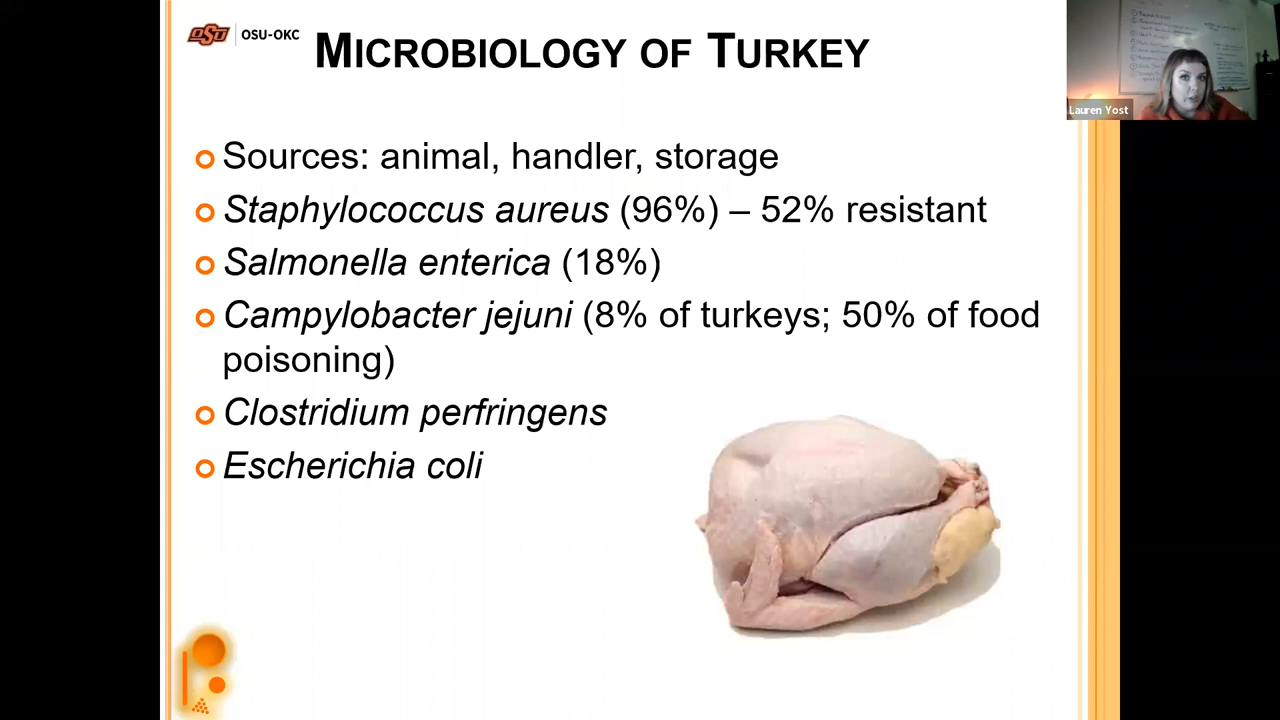 OSU
OSU-OKC
MICROBIOLOGY OF TURKEY
Lauren Yost
Sources: animal, handler, storage
Staphylococcus aureus (96%) – 52% resistant
Salmonella enterica (18%)
Campylobacter jejuni (8% of turkeys; 50% of food
poisoning)
Clostridium perfringens
Escherichia coli